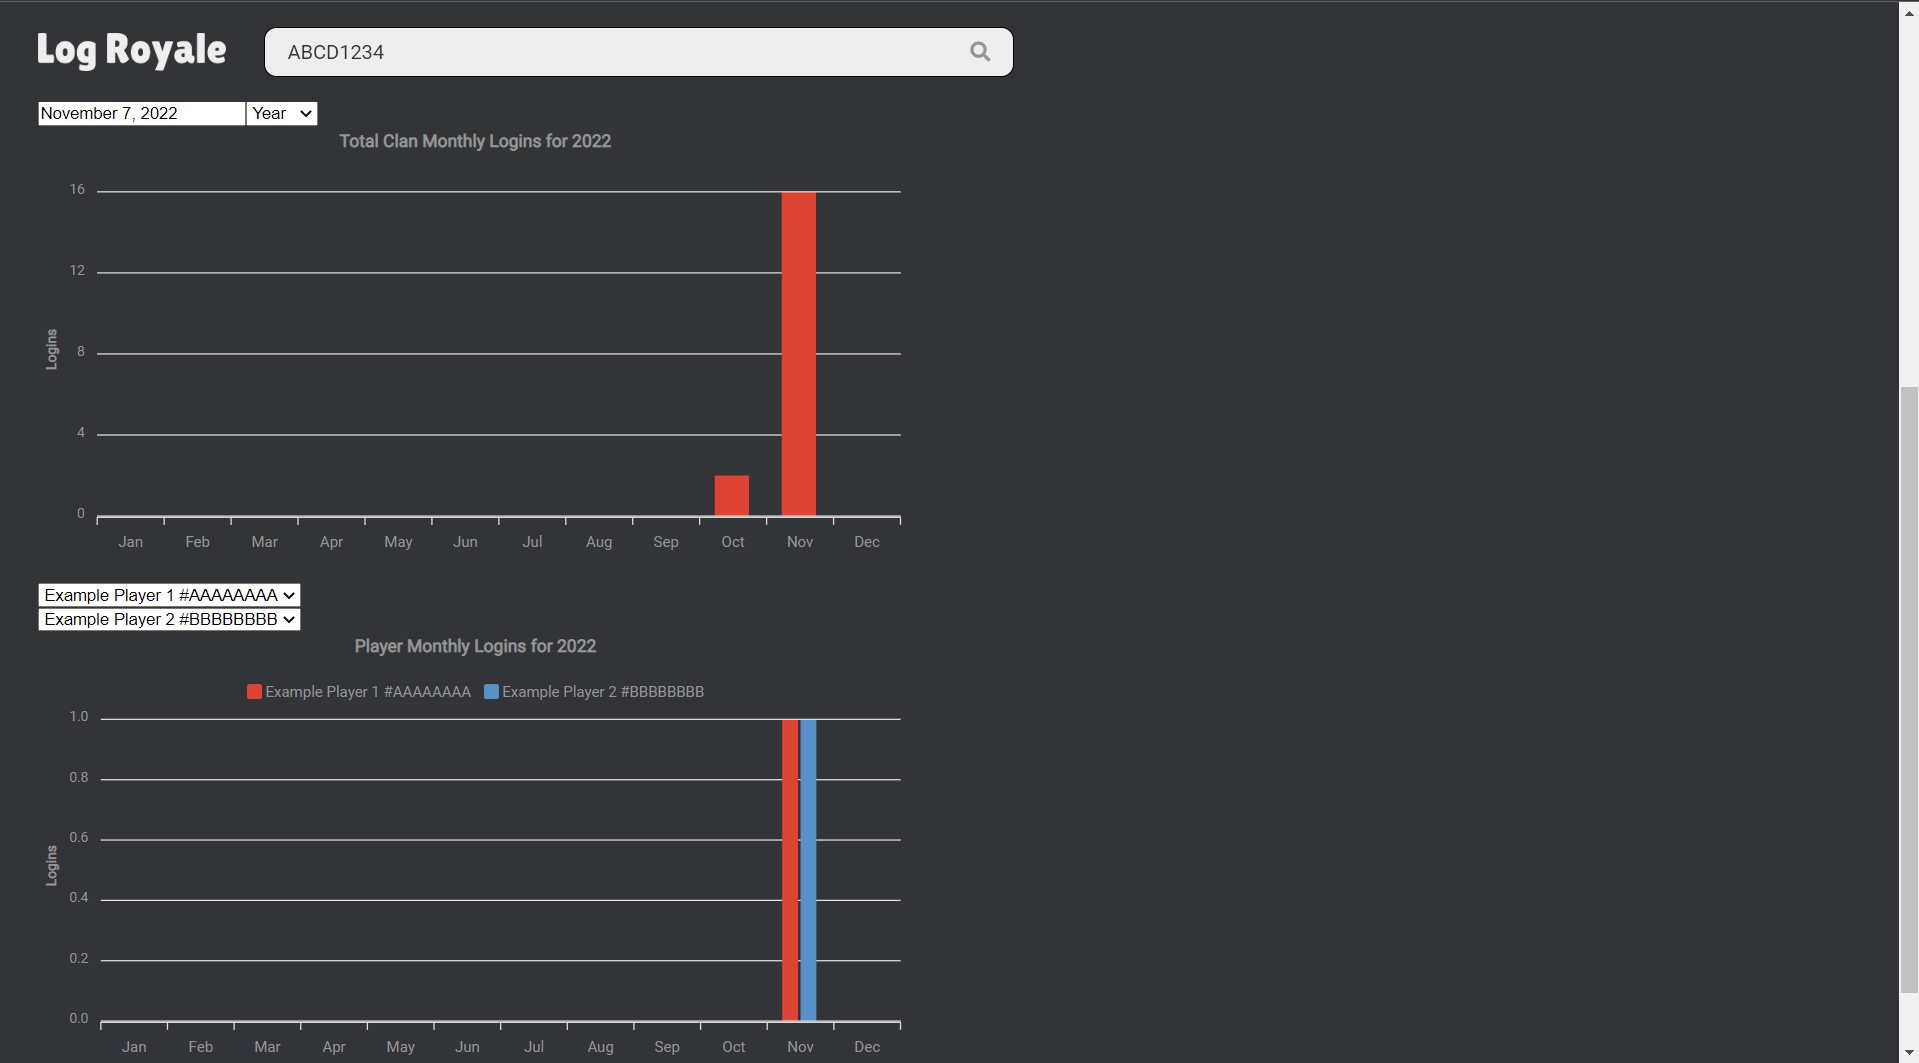 Log Royale
ABCD1234
November 7, 2022 Year
Total Clan Monthly Logins for 2022
16
12
8
4
0
Logins
Jan Feb Mar Apr May Jun Jul Aug Sep Oct Nov Dec
Example Player 1 #AAAAAAAA
Example Player 2 #BBBBBBBB
Player Monthly Logins for 2022
Example Player 1 #AAAAAAAA Example Player 2 #BBBBBBBB
1.0
0.8
0.6
0.4
0.2
0.0
Logins
Jan Feb Mar Apr May Jun Jul Aug Sep Oct Nov Dec